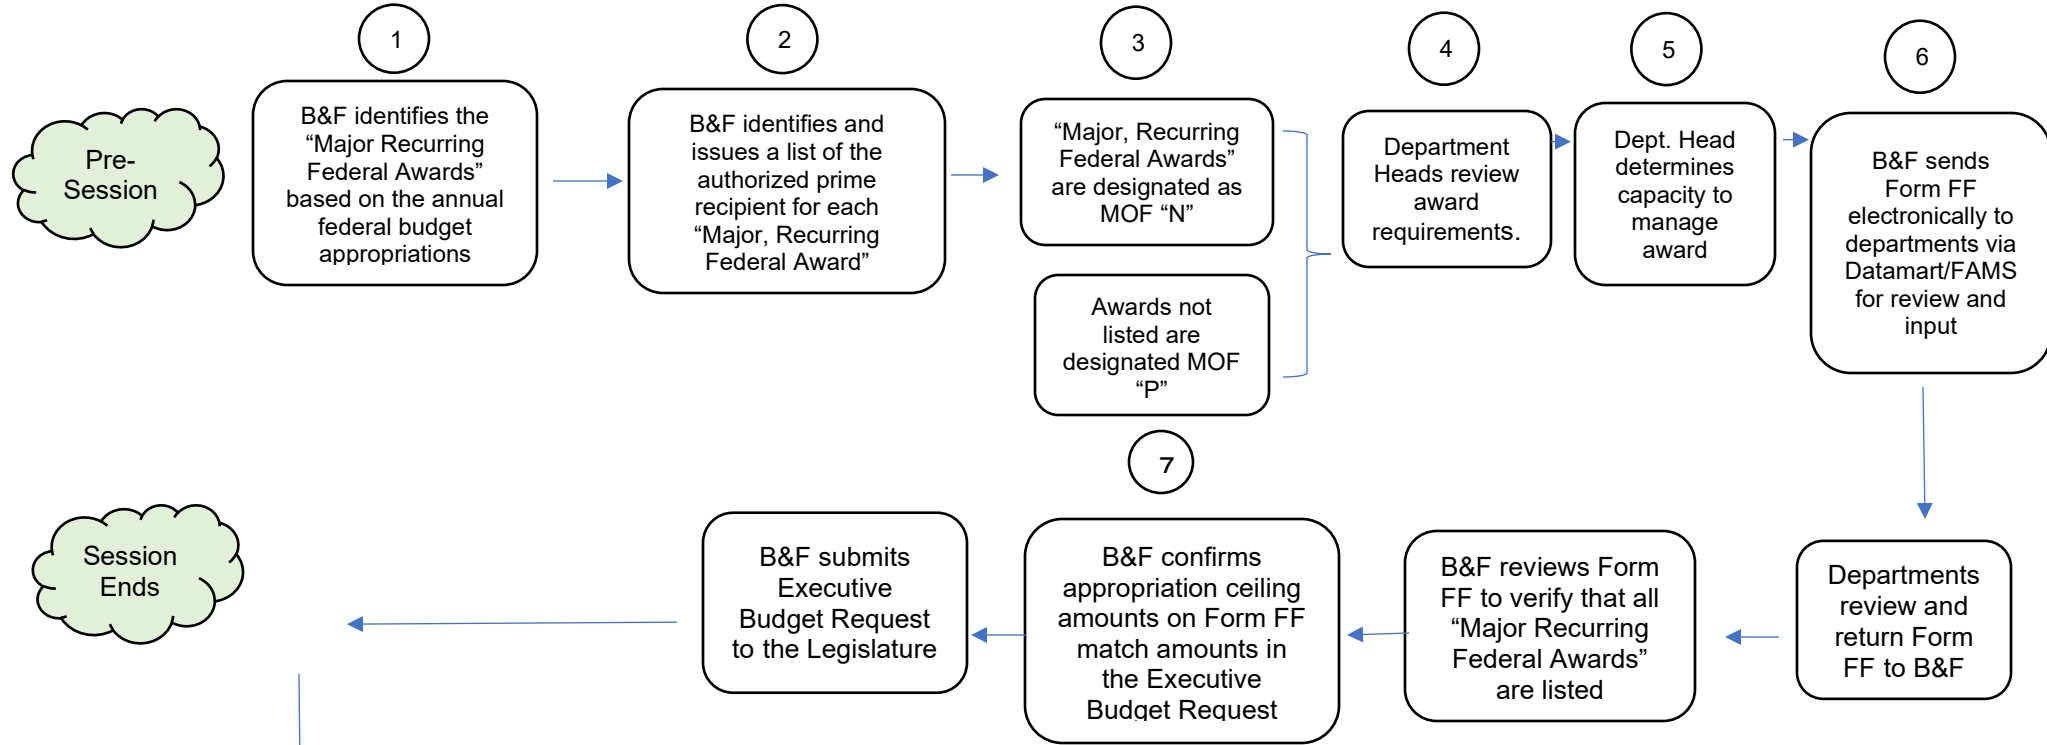 1
2
3
4
5
6
Pre-
Session
B&F identifies the
“Major Recurring
Federal Awards”
based on the annual
federal budget
appropriations
B&F identifies and
issues a list of the
authorized prime
recipient for each
“Major, Recurring
Federal Award”
“Major, Recurring
Federal Awards”
are designated as
MOF “N”
Awards not
listed are
designated MOF
“P”
Department
Heads review
award
requirements.
Dept. Head
determines
capacity to
manage
award
B&F sends
Form FF
electronically to
departments via
Datamart/FAMS
for review and
input
7
Session
Ends
B&F submits
Executive
Budget Request
to the Legislature
B&F confirms
appropriation ceiling
amounts on Form FF
match amounts in
the Executive
Budget Request
B&F reviews Form
FF to verify that all
“Major Recurring
Federal Awards”
are listed
Departments
review and
return Form
FF to B&F